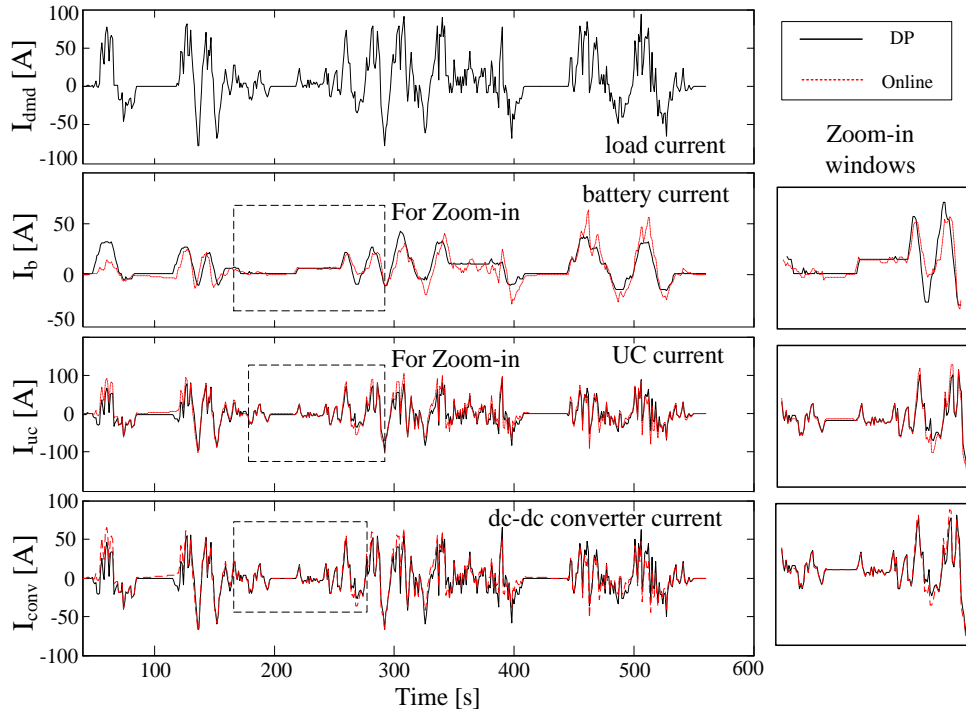 100
50
0
-50
-100
I_dmd [A]
load current
DP
Online
Zoom-in
windows
50
0
-50
I_b [A]
battery current
For Zoom-in
100
0
-100
I_uc [A]
UC current
For Zoom-in
100
50
0
-50
-100
I_conv [A]
dc-dc converter current
100
200
300
400
500
600
Time [s]